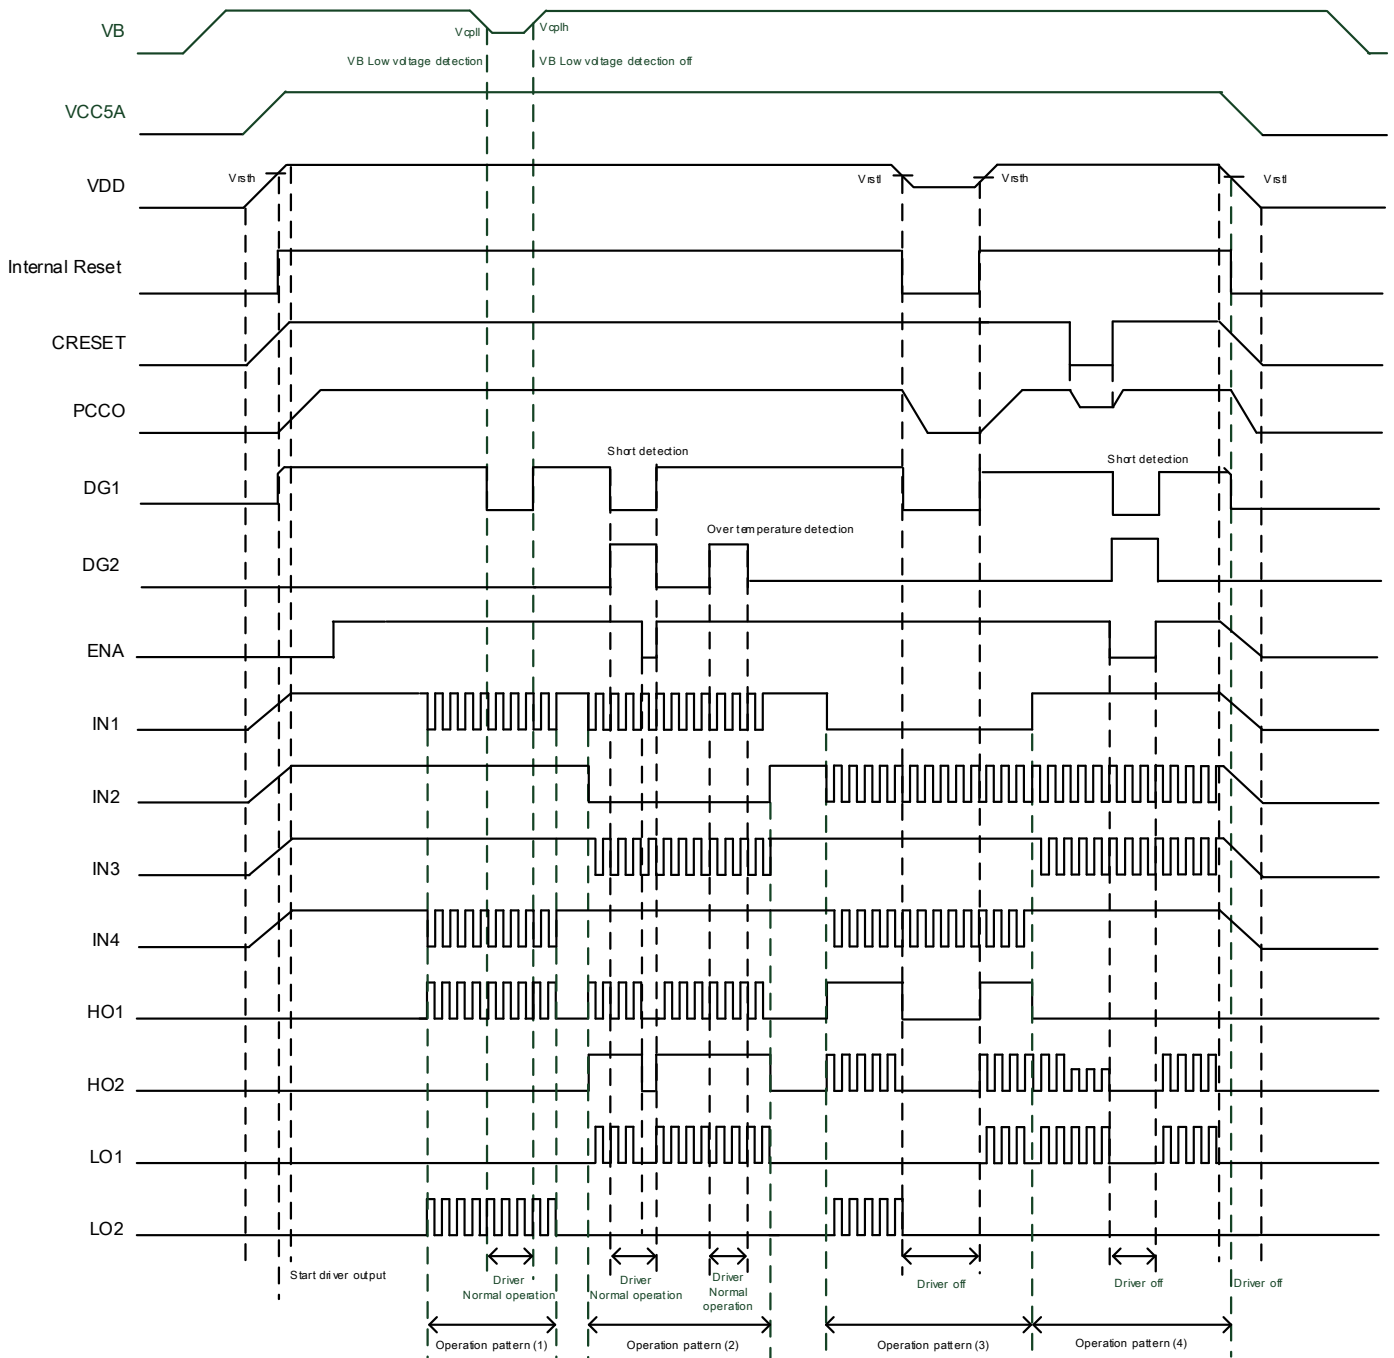 VB
Vcpll
Vcplh
VB Low voltage detection
VB Low voltage detection off
VCC5A
VDD
Vrsth
Vrstl
Vrsth
Vrstl
Internal Reset
CRESET
PCCO
Short detection
Short detection
DG1
Over temperature detection
DG2
ENA
IN1
IN2
IN3
IN4
HO1
HO2
LO1
LO2
Start driver output
Driver
Normal operation
Driver
Normal operation
Driver
Normal
operation
Driver off
Driver off
Driver off
Operation pattern (1)
Operation pattern (2)
Operation pattern (3)
Operation pattern (4)